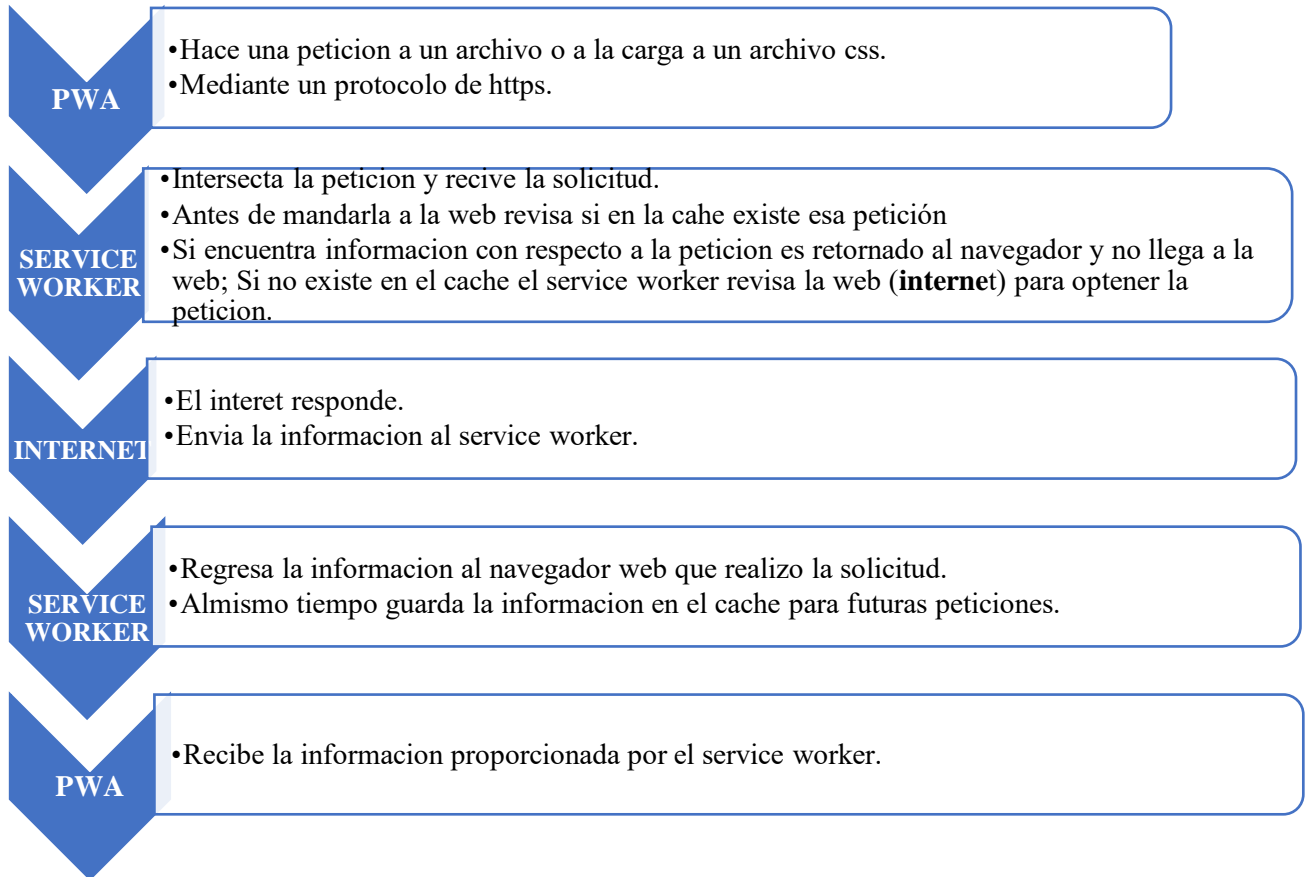 •Hace una peticion a un archivo o a la carga a un archivo css.
•Mediante un protocolo de https.
PWA
•Intersecta la peticion y recive la solicitud.
•Antes de mandarla a la web revisa si en la cahe existe esa petición
•Si encuentra informacion con respecto a la peticion es retornado al navegador y no llega a la
web; Si no existe en el cache el service worker revisa la web (internet) para optener la
peticion.
SERVICE
WORKER
•El interet responde.
•Envia la informacion al service worker.
INTERNET
•Regresa la informacion al navegador web que realizo la solicitud.
•Almismo tiempo guarda la informacion en el cache para futuras peticiones.
SERVICE
WORKER
•Recibe la informacion proporcionada por el service worker.
PWA